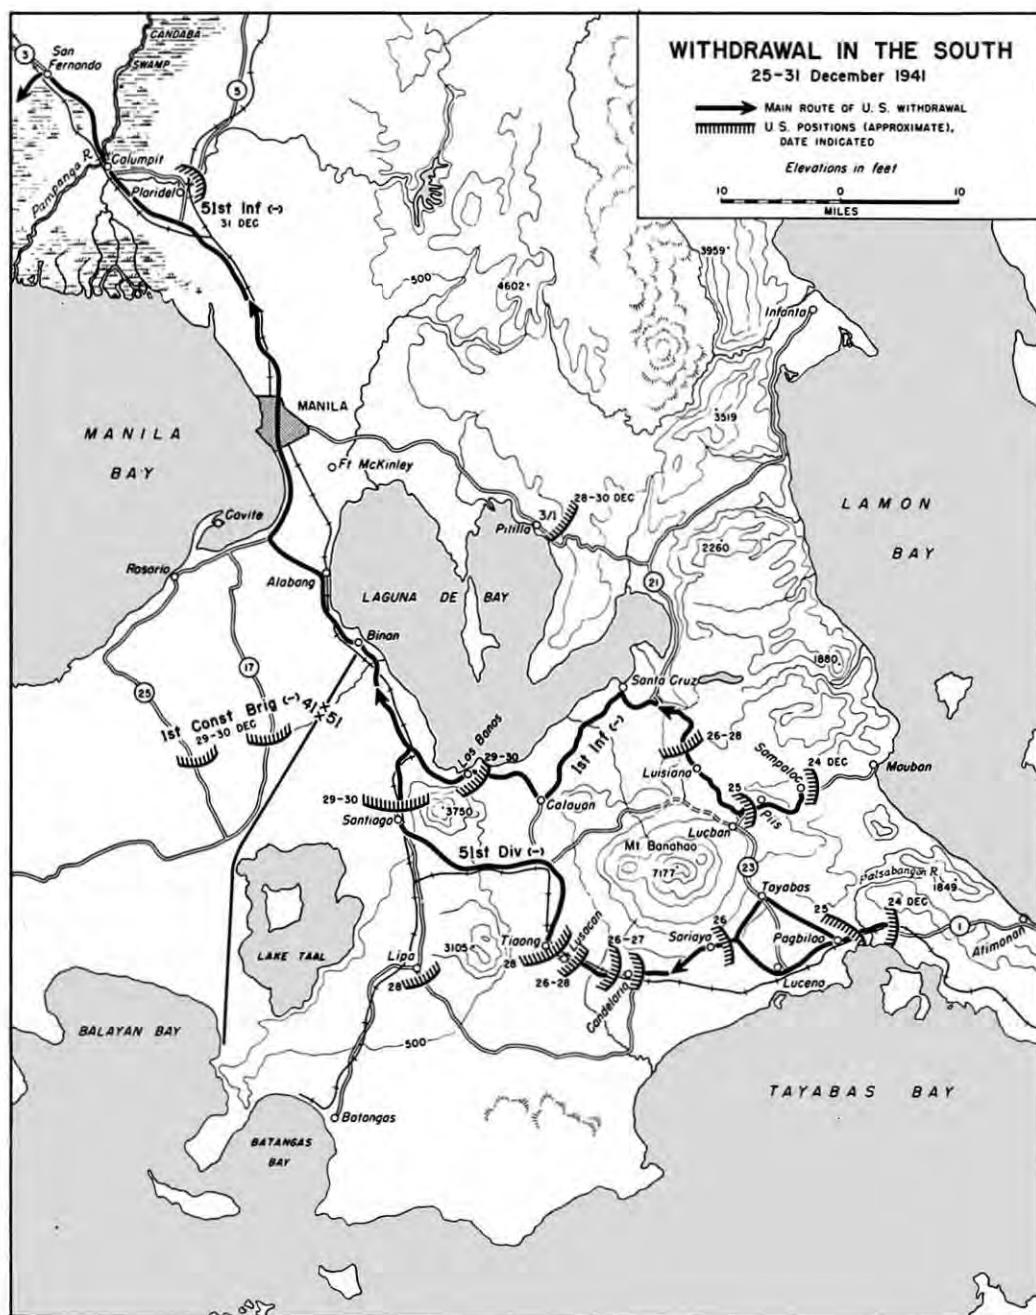 WITHDRAWAL IN THE SOUTH
25-31 December 1941
MAIN ROUTE OF U. S. WITHDRAWAL
U. S. POSITIONS (APPROXIMATE),
DATE INDICATED
Elevations in feet
10 0 10
MILES
3
San
Fernando
CANDABA
SWAMP
5
Pampanga R.
Calumpit
Plaridel
51st Inf (-)
31 DEC
500
4602
3959
Infanta
3519
MANILA
MANILA
BAY
Ft McKinley
28-30 DEC
3/1
Pililla
LAMON
BAY
Cavite
Rosario
2260
21
Alabang
LAGUNA DE BAY
Binan
1880
17
25
Santa Cruz
1st Const Brig (-) 41 X 51
X
29-30 DEC
26-28
1st Inf (-)
Los Banos
29-30
Luisiana
Sampaloc
24 DEC
Mauban
29-30
Santiago
3750
Calauan
25
Piis
Lucban
51st Div (-)
Mt Banahao
7177
23
Tayabas
Palsabangan R.
1849
24 DEC
25
1
Atimonan
26
Sariaya
Pagbilao
Lucena
LAKE TAAL
3105
Tiaong
28
Lusacan
26-28
26-27
Candelaria
Lipa
28
BALAYAN BAY
500
TAYABAS BAY
Batangas
BATANGAS
BAY